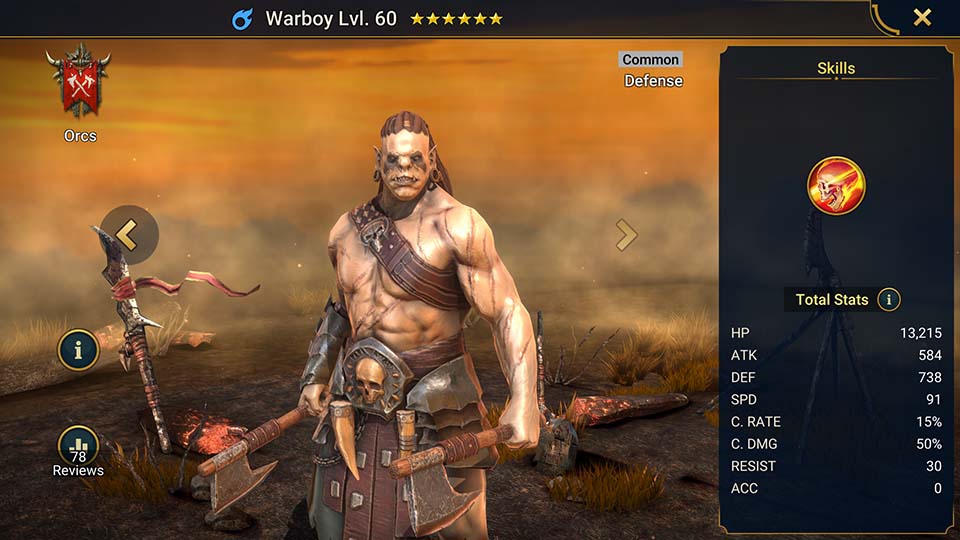 Warboy Lvl. 60
Common
Defense
Orcs
Skills
Total Stats i
HP 13,215
ATK 584
DEF 738
SPD 91
C. RATE 15%
C. DMG 50%
RESIST 30
ACC 0
i
78
Reviews